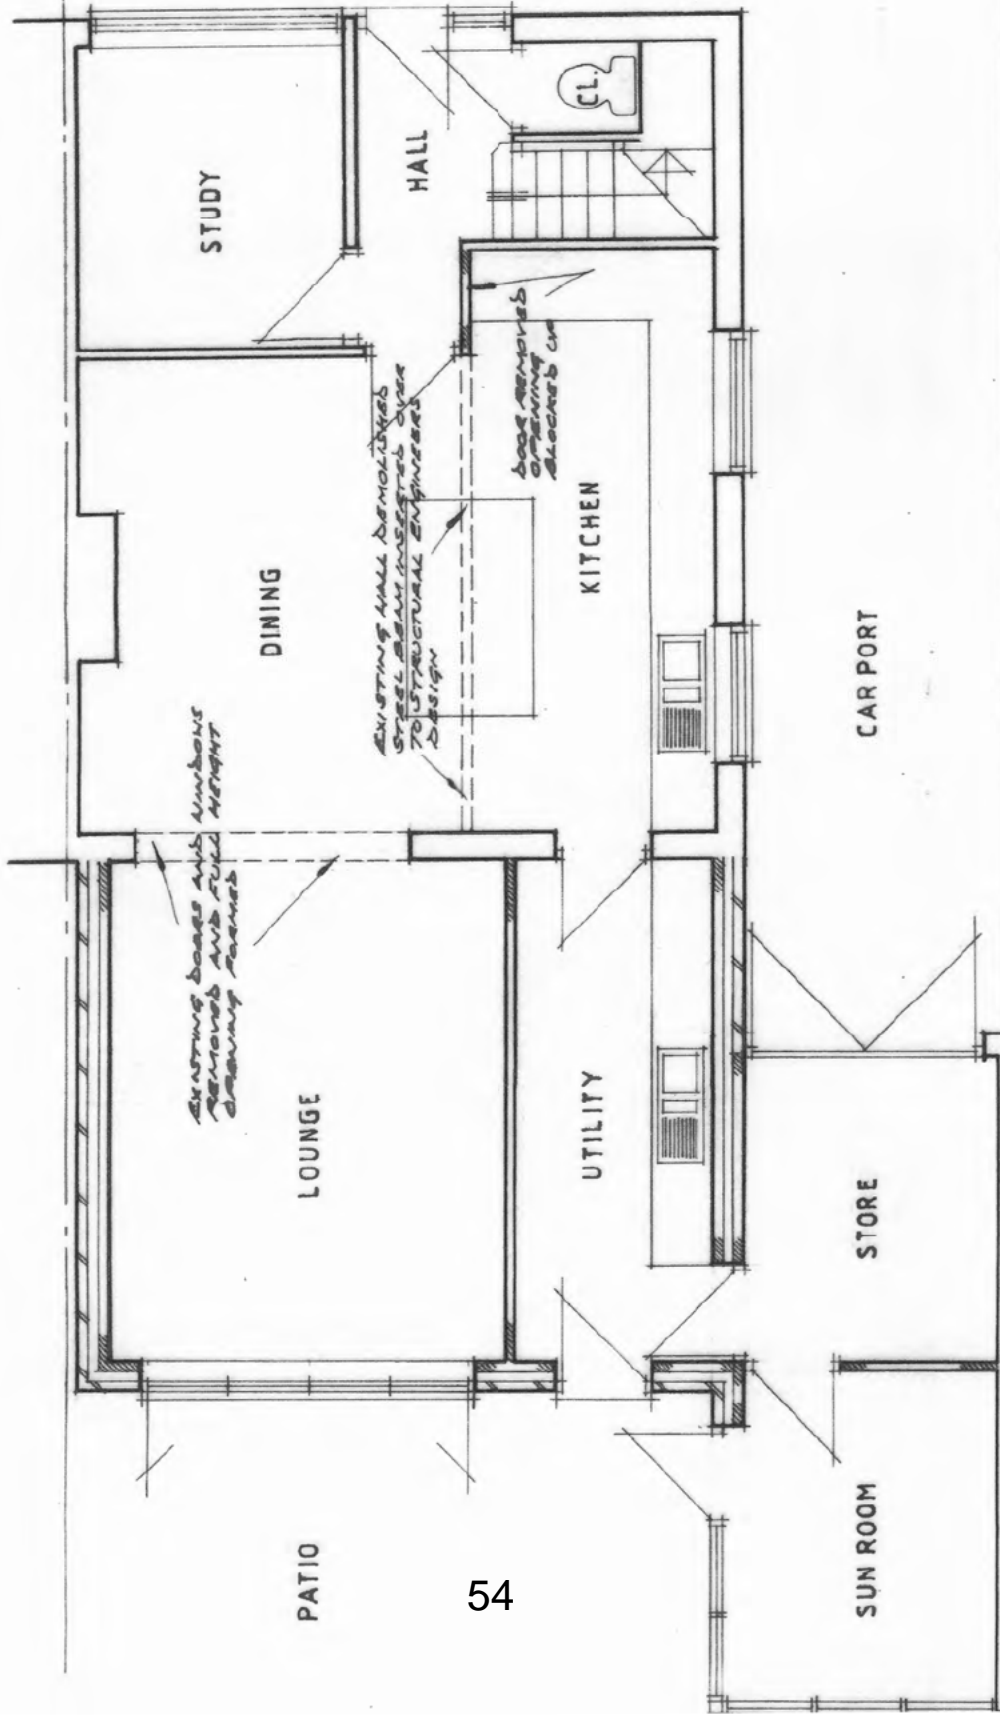 STUDY
HALL
CL.
DINING
EXISTING WALL DEMOLISHED
STEEL BEAM INSERTED OVER
TO STRUCTURAL ENGINEERS
DESIGN
DOOR REMOVED
OPENING
BLOCKED UP
KITCHEN
CAR PORT
EXISTING DOORS AND WINDOWS
REMOVED AND FULL HEIGHT
OPENING FORMED
LOUNGE
UTILITY
STORE
PATIO
SUN ROOM
54